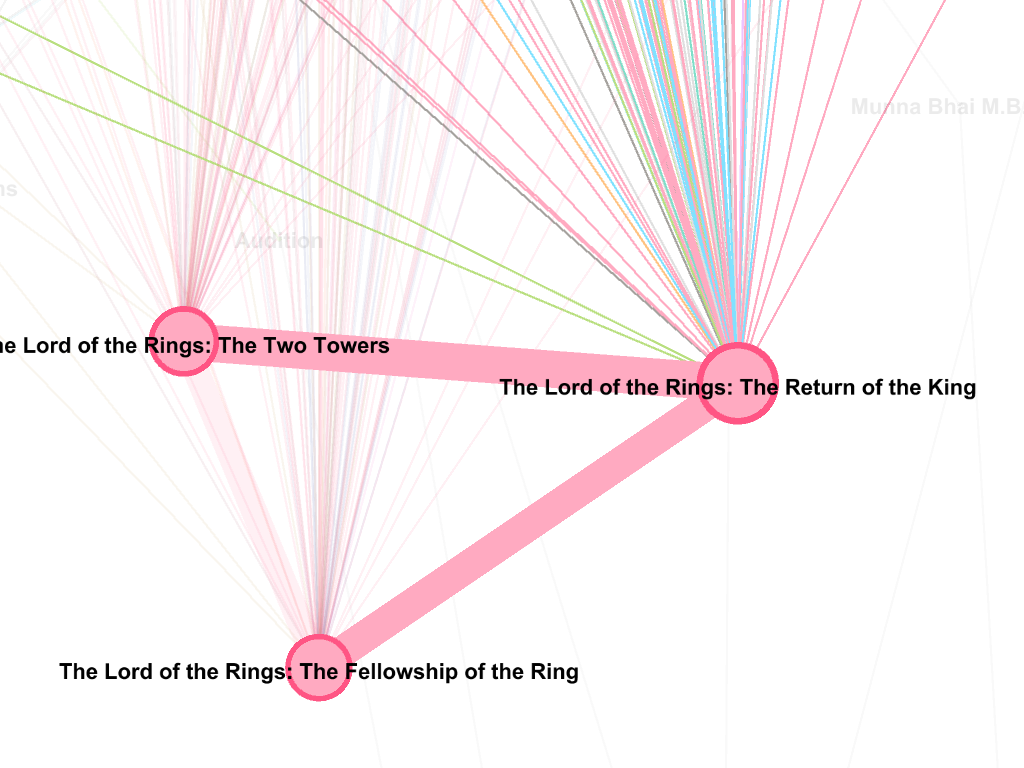 Munna Bhai M.B.
ns
Audition
he Lord of the Rings: The Two Towers
The Lord of the Rings: The Return of the King
The Lord of the Rings: The Fellowship of the Ring